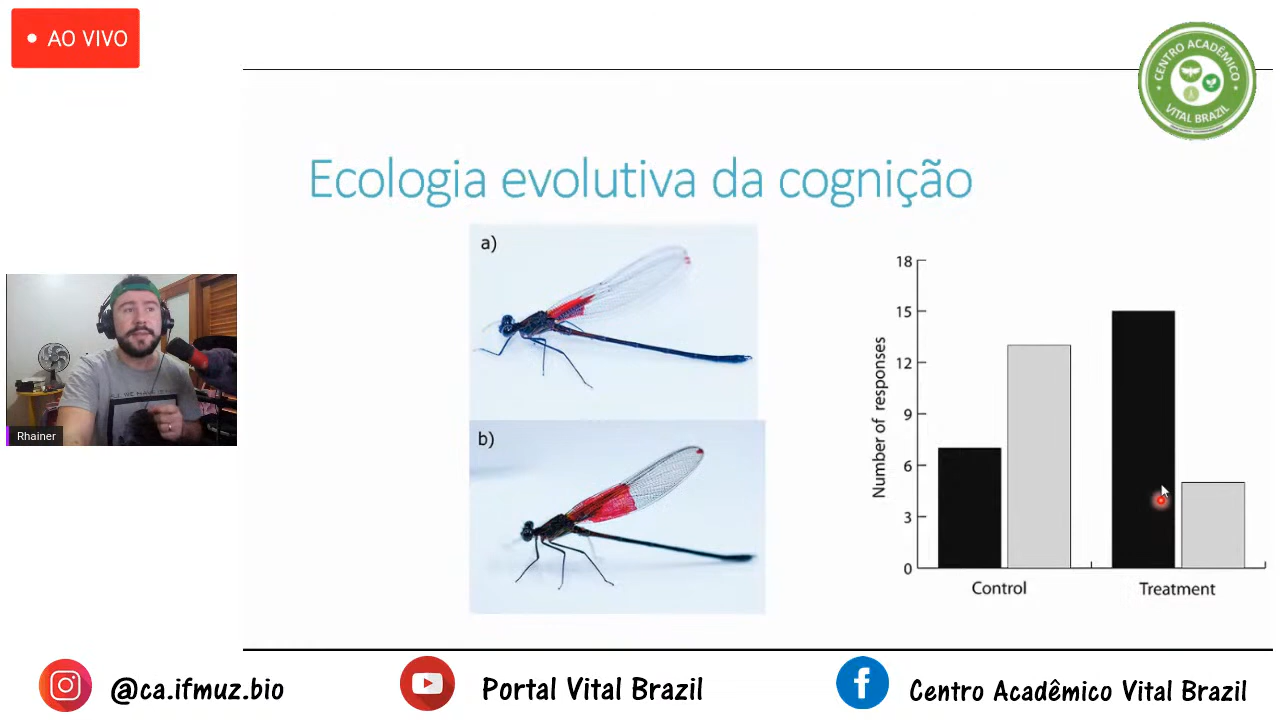 AO VIVO
CENTRO ACADÊMICO
VITAL BRAZIL
Ecologia evolutiva da cognição
a)
b)
Number of responses
18
15
12
9
6
3
0
Control
Treatment
Rhainer
@ca.ifmuz.bio
Portal Vital Brazil
Centro Acadêmico Vital Brazil